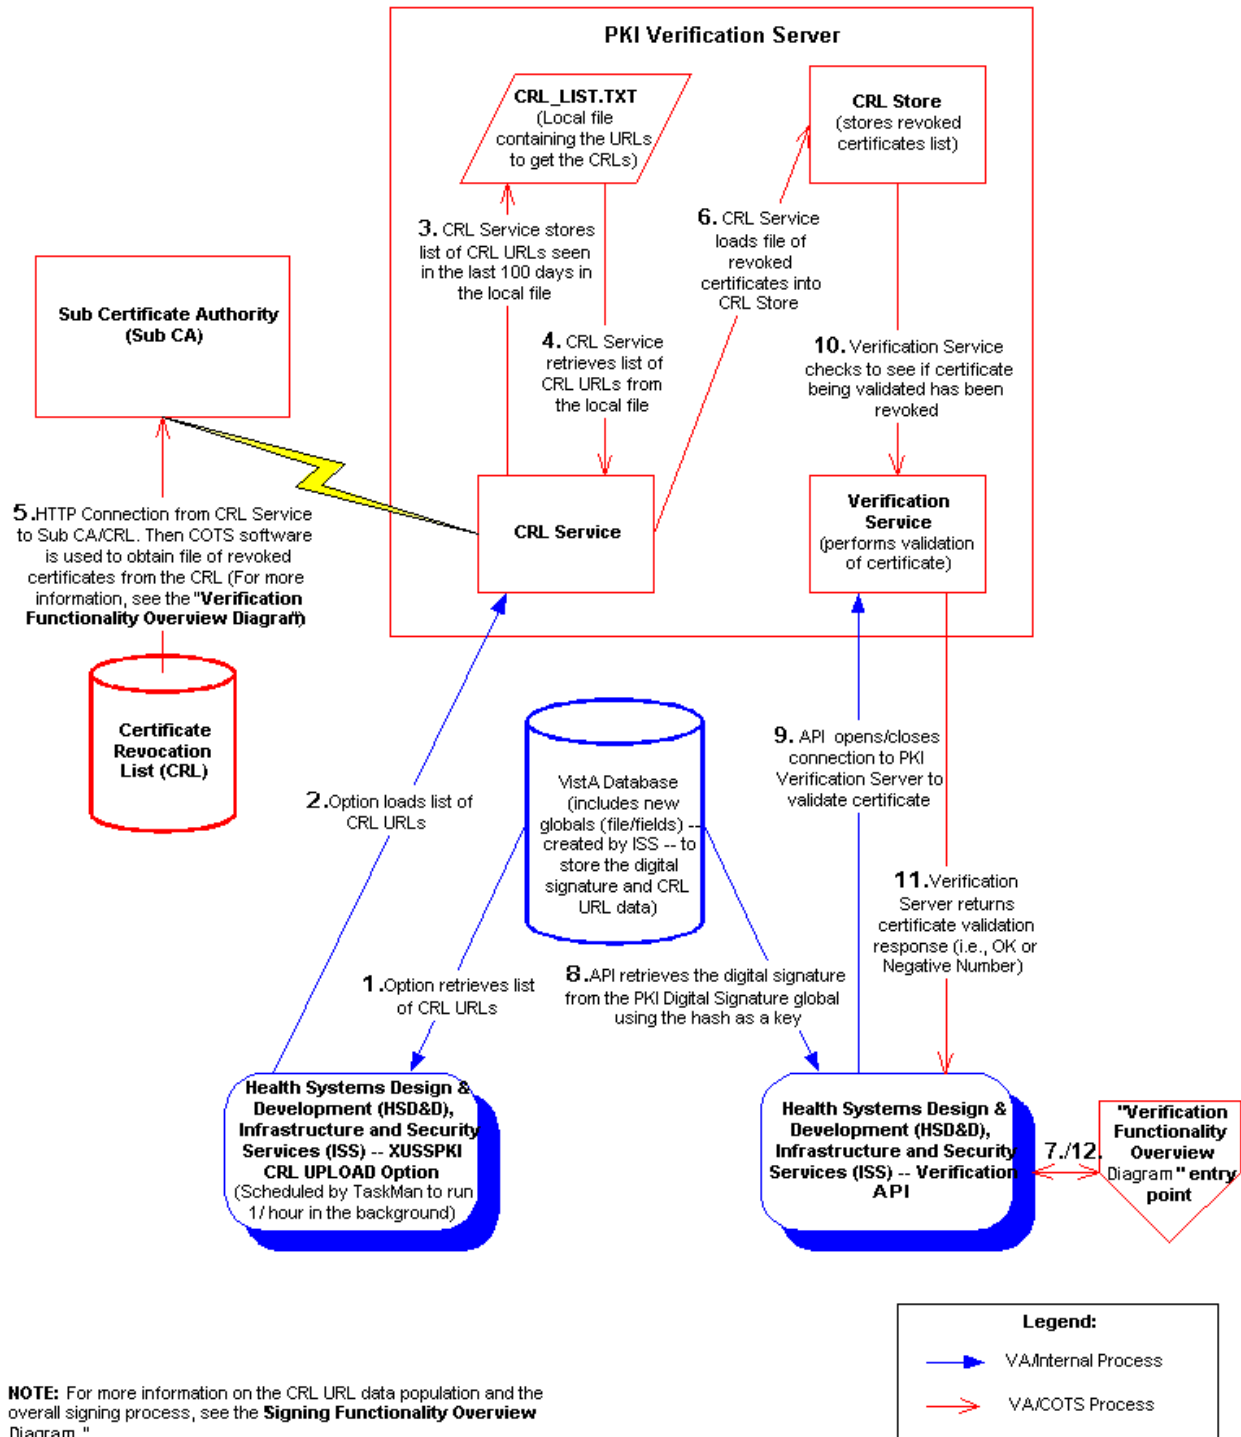 PKI Verification Server
CRL_LIST.TXT
(Local file
containing the URLs
to get the CRLs)
CRL Store
(stores revoked
certificates list)
3. CRL Service stores
list of CRL URLs seen
in the last 100 days in
the local file
6. CRL Service
loads file of
revoked
certificates into
CRL Store
Sub Certificate Authority
(Sub CA)
4. CRL Service
retrieves list of
CRL URLs from
the local file
10. Verification Service
checks to see if certificate
being validated has been
revoked
5.HTTP Connection from CRL Service
to Sub CA/CRL. Then COTS software
is used to obtain file of revoked
certificates from the CRL (For more
information, see the "Verification
Functionality Overview Diagram")
CRL Service
Verification
Service
(performs validation
of certificate)
Certificate
Revocation
List (CRL)
2.Option loads list of
CRL URLs
VistA Database
(includes new
globals (file/fields) --
created by ISS -- to
store the digital
signature and CRL
URL data)
9. API opens/closes
connection to PKI
Verification Server to
validate certificate
11.Verification
Server returns
certificate validation
response (i.e., OK or
Negative Number)
1.Option retrieves list
of CRL URLs
8.API retrieves the digital signature
from the PKI Digital Signature global
using the hash as a key
Health Systems Design &
Development (HSD&D),
Infrastructure and Security
Services (ISS) -- XUSSPKI
CRL UPLOAD Option
(Scheduled by TaskMan to run
1/ hour in the background)
Health Systems Design &
Development (HSD&D),
Infrastructure and Security
Services (ISS) -- Verification
API
7./12.
"Verification
Functionality
Overview
Diagram" entry
point
Legend:
VA/Internal Process
VA/COTS Process
NOTE: For more information on the CRL URL data population and the
overall signing process, see the Signing Functionality Overview
Diagram."